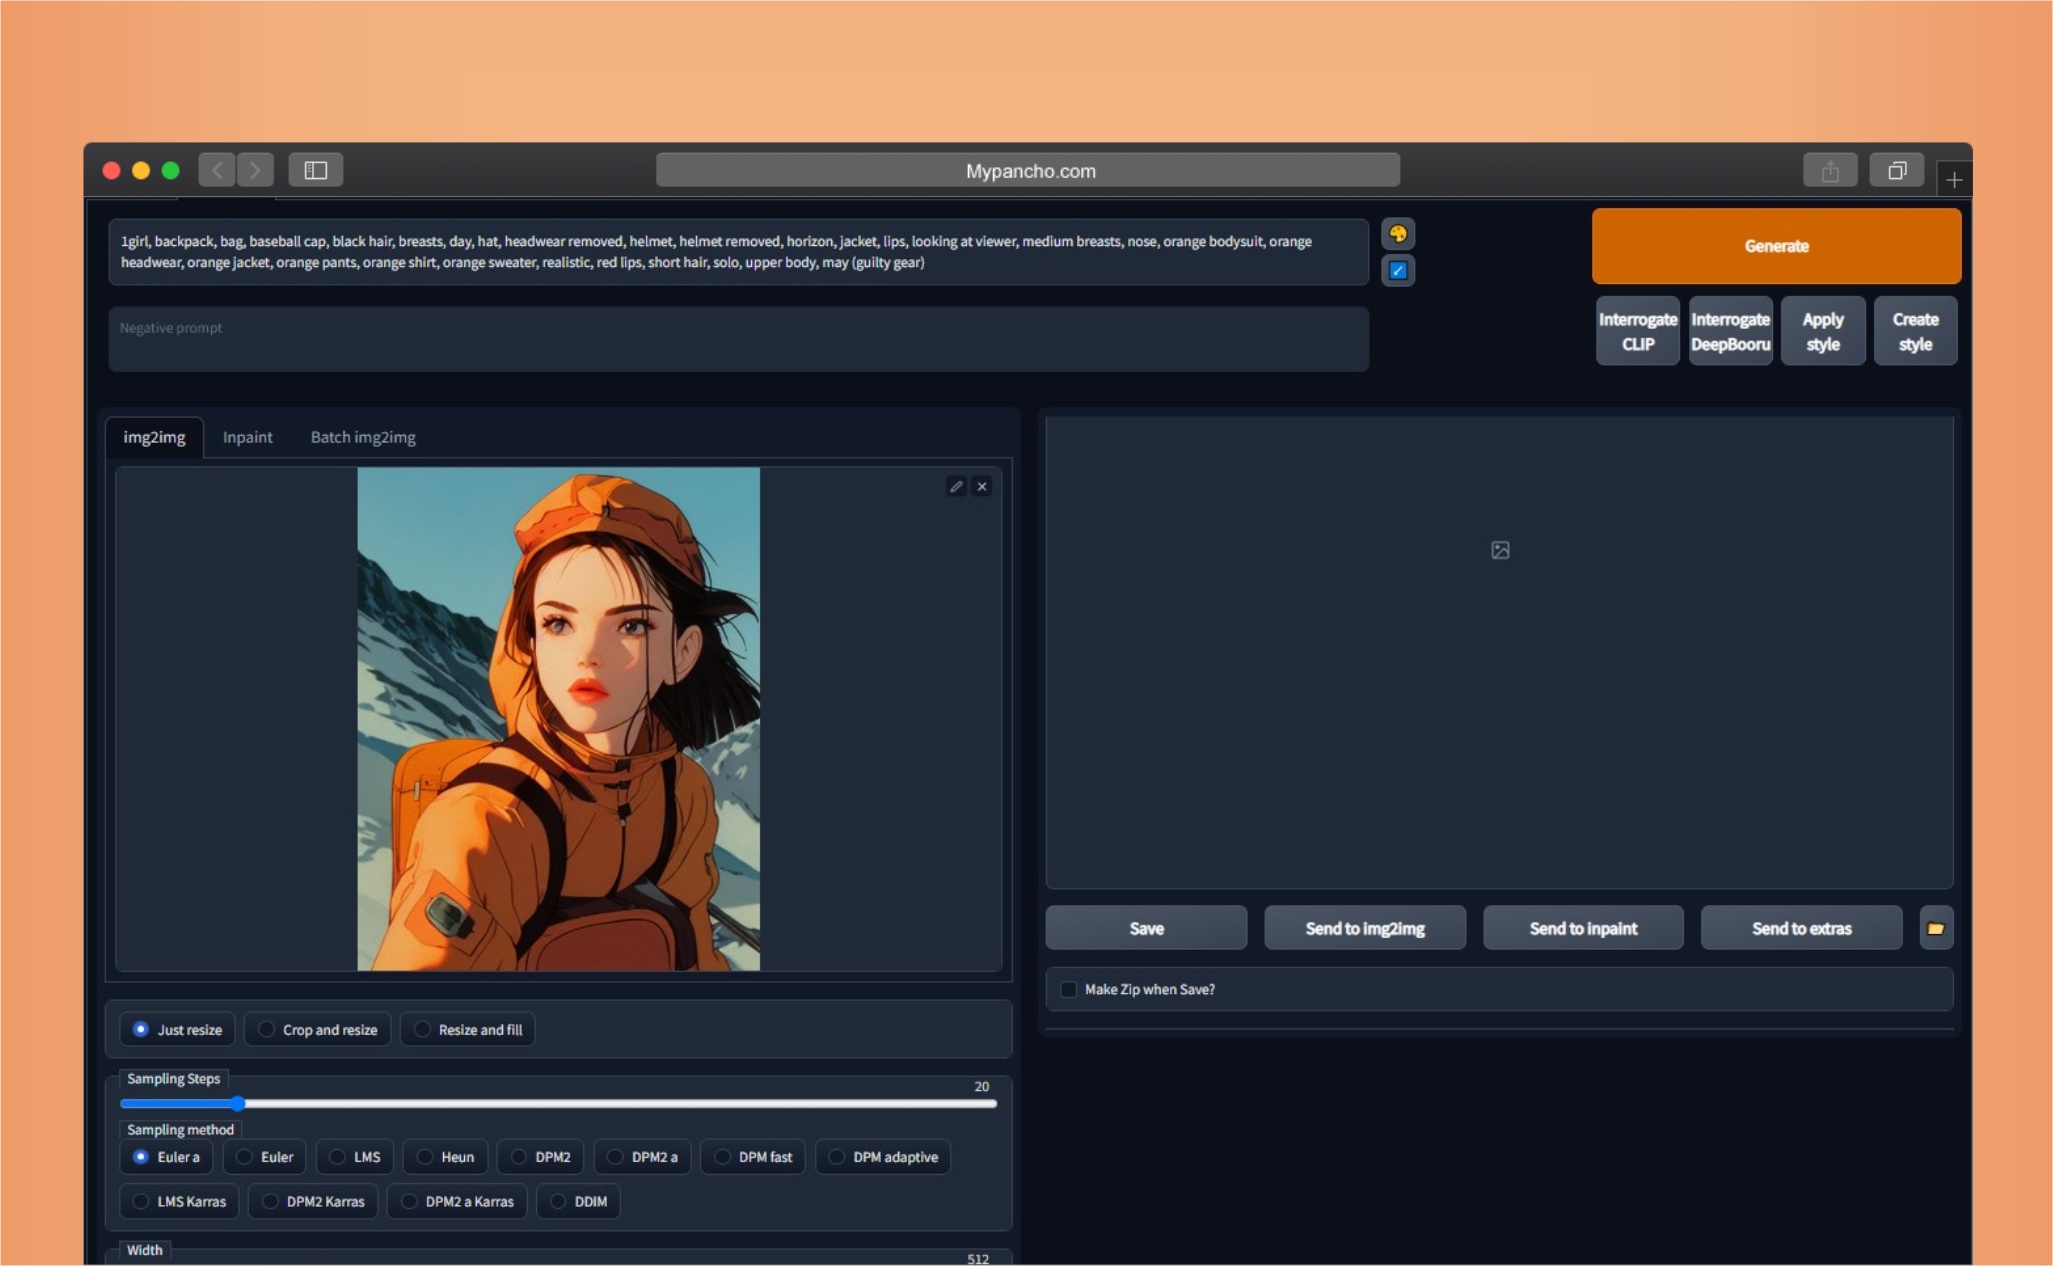 Mypancho.com
1girl, backpack, bag, baseball cap, black hair, breasts, day, hat, headwear removed, helmet, helmet removed, horizon, jacket, lips, looking at viewer, medium breasts, nose, orange bodysuit, orange
headwear, orange jacket, orange pants, orange shirt, orange sweater, realistic, red lips, short hair, solo, upper body, may (guilty gear)
Generate
Negative prompt
Interrogate
CLIP
Interrogate
DeepBooru
Apply
style
Create
style
img2img
Inpaint
Batch img2img
Save
Send to img2img
Send to inpaint
Send to extras
Make Zip when Save?
Just resize
Crop and resize
Resize and fill
Sampling Steps
20
Sampling method
Euler a
Euler
LMS
Heun
DPM2
DPM2 a
DPM fast
DPM adaptive
LMS Karras
DPM2 Karras
DPM2 a Karras
DDIM
Width
512